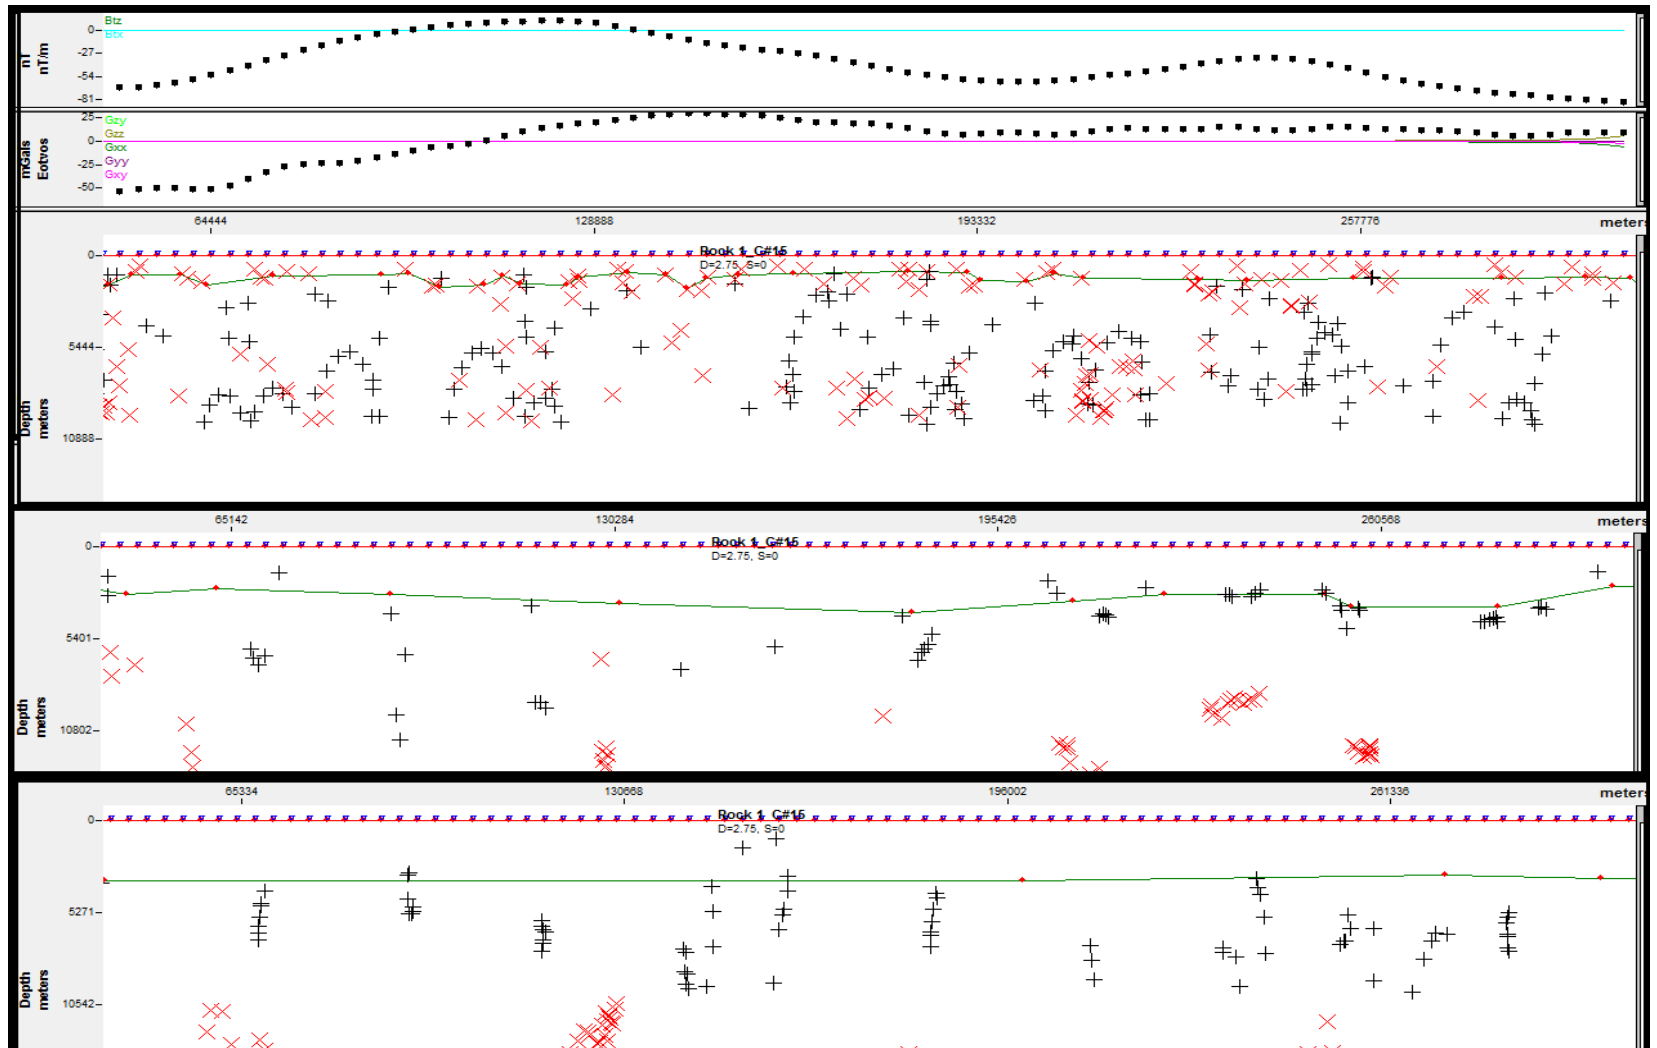 Btz
Btx
0
-27
-54
-81
nT
nT/m
25
Gzy
Gzz
0
Gxx
Gyy
-25
Gxy
-50
mGals
Eotvos
64444 128888 193332 257776 meters
0
Rock 1_G#15
D=2.75, S=0
5444
10888
Depth
meters
65142 130284 195426 260568 meters
0
Rock 1_G#15
D=2.75, S=0
5401
10802
Depth
meters
65334 130668 196002 261336 meters
0
Rock 1_G#15
D=2.75, S=0
5271
10542
Depth
meters